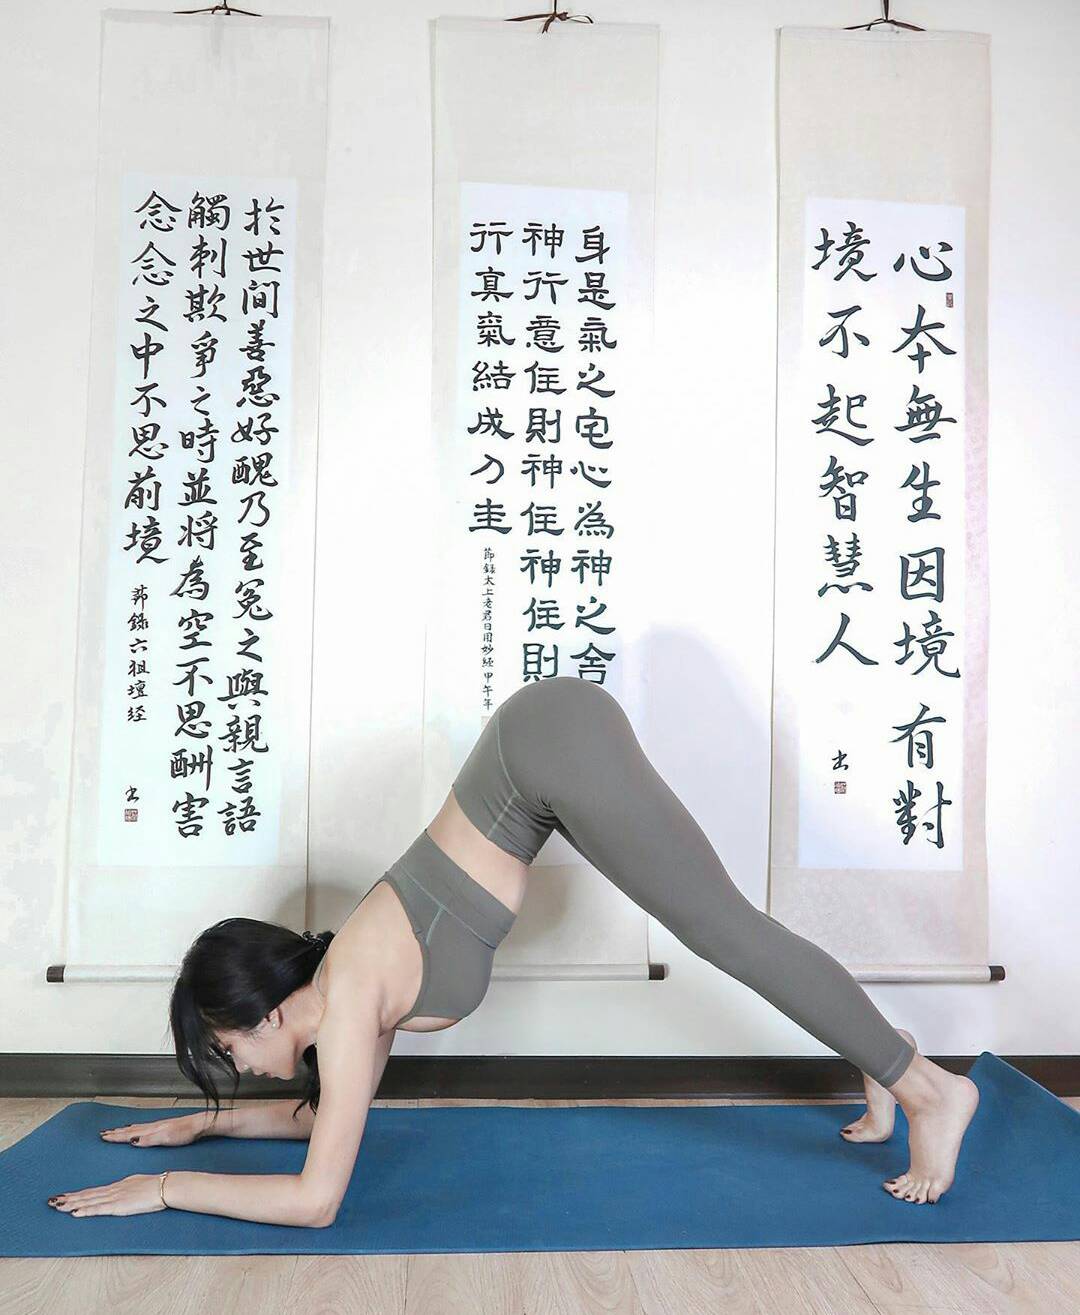 心本無生因境有對
境不起智慧人
身是氣之宅心為神之舍
神行意住則神住神住則
行真氣結成刀圭
節錄太上老君日用妙經甲午年
於世間善惡好醜乃至冤之與親言語
觸刺欺爭之時並將為空不思酬害
念念之中不思前境
節錄六祖壇經